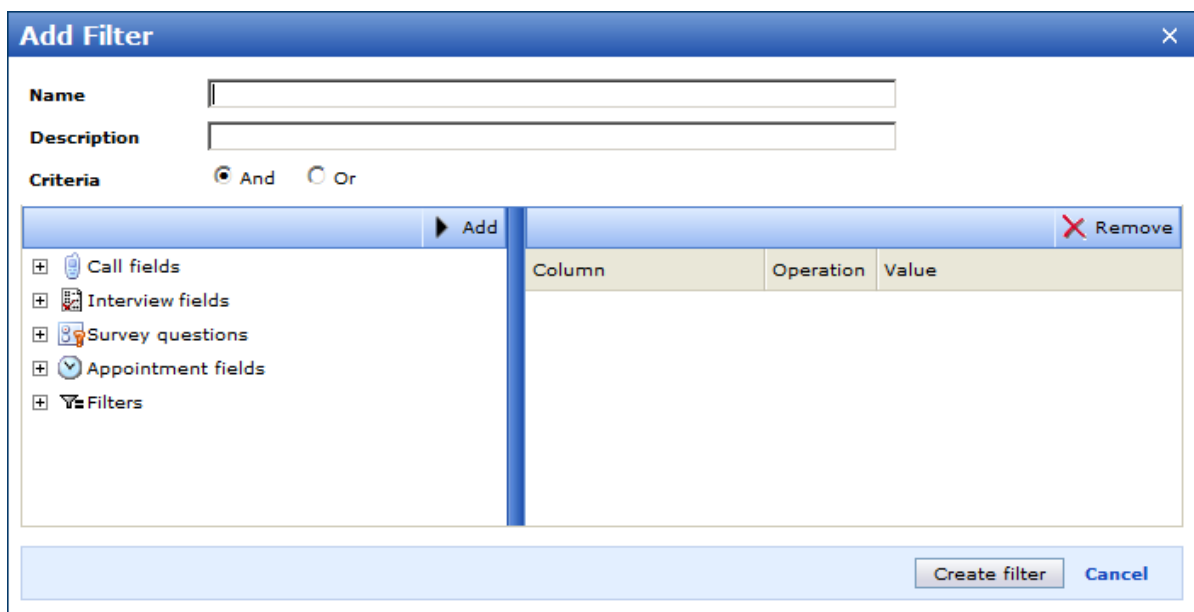 Add Filter
Name
Description
Criteria And Or
Add Remove
Call fields
Interview fields
Survey questions
Appointment fields
Filters
Column Operation Value
Create filter Cancel